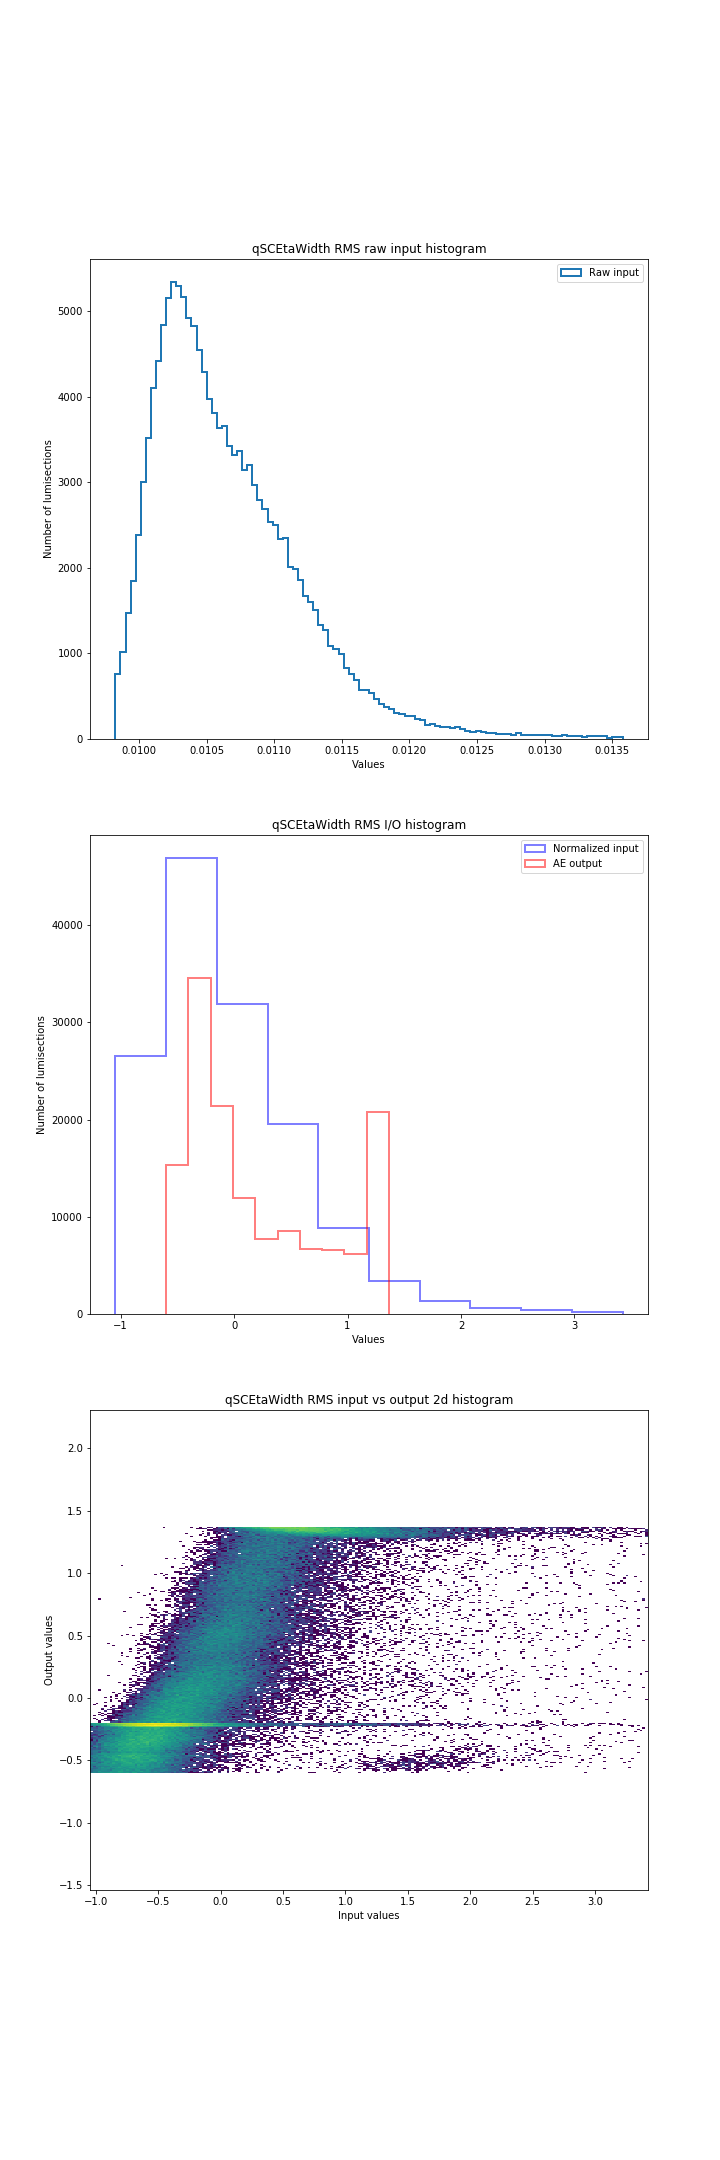 qSCEtaWidth RMS raw input histogram
Raw input
5000
4000
3000
2000
1000
0
Number of lumisections
0.0100 0.0105 0.0110 0.0115 0.0120 0.0125 0.0130 0.0135
Values
qSCEtaWidth RMS I/O histogram
Normalized input
AE output
40000
30000
20000
10000
0
Number of lumisections
−1 0 1 2 3
Values
qSCEtaWidth RMS input vs output 2d histogram
2.0
1.5
1.0
0.5
0.0
−0.5
−1.0
−1.5
Output values
−1.0 −0.5 0.0 0.5 1.0 1.5 2.0 2.5 3.0
Input values